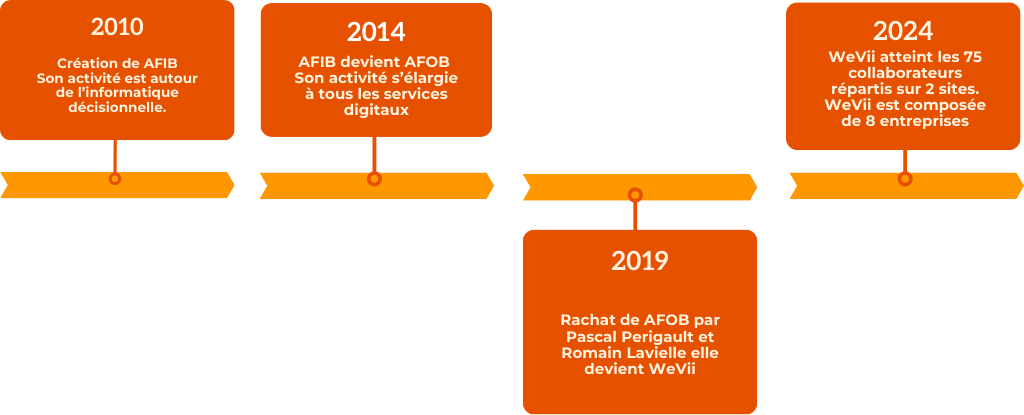 2010
Création de AFIB
Son activité est autour
de l'informatique
décisionnelle.
2014
AFIB devient AFOB
Son activité s'élargie
à tous les services
digitaux
2019
Rachat de AFOB par
Pascal Perigault et
Romain Lavielle elle
devient WeVii
2024
WeVii atteint les 75
collaborateurs
répartis sur 2 sites.
WeVii est composée
de 8 entreprises